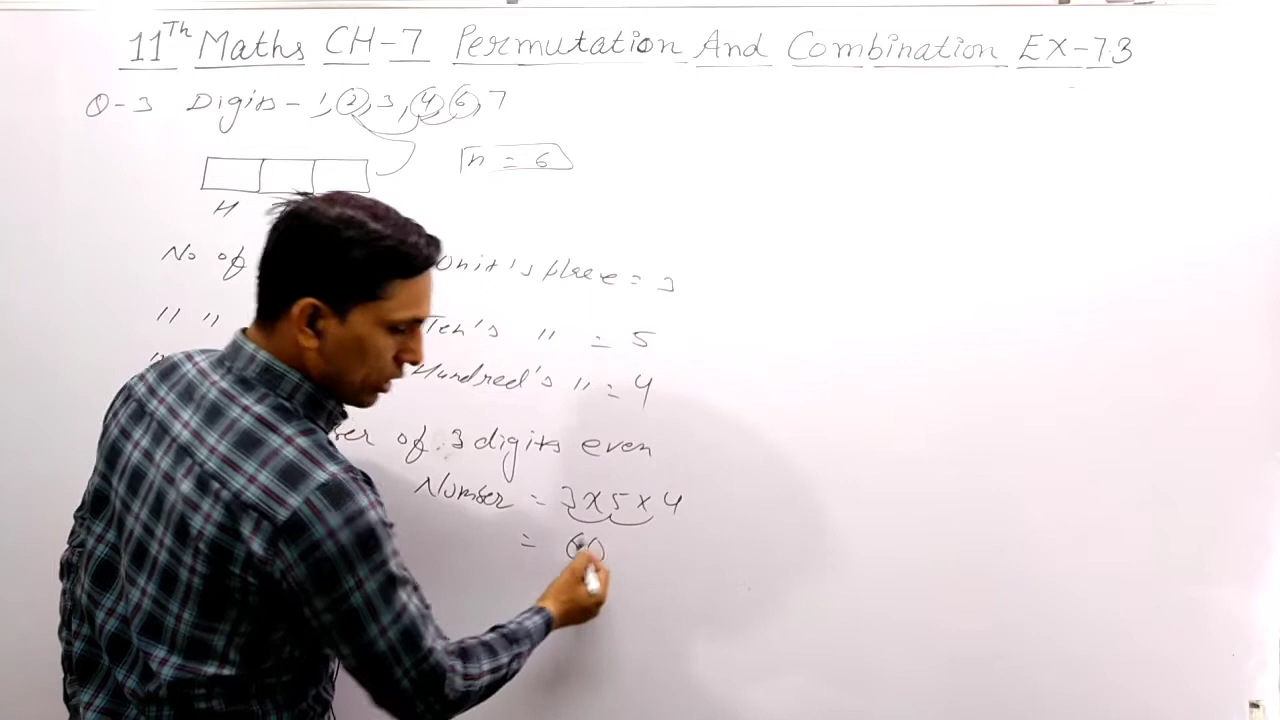 11Th Maths CH-7 Permutation And Combination EX-7.3
Q-3 Digits - 1, 2, 3, 4, 6, 7
n = 6
H
No of Unit's place = 3
" " Ten's " = 5
" Hundred's " = 4
of 3 digits even
Number = 3 x 5 x 4
= 60